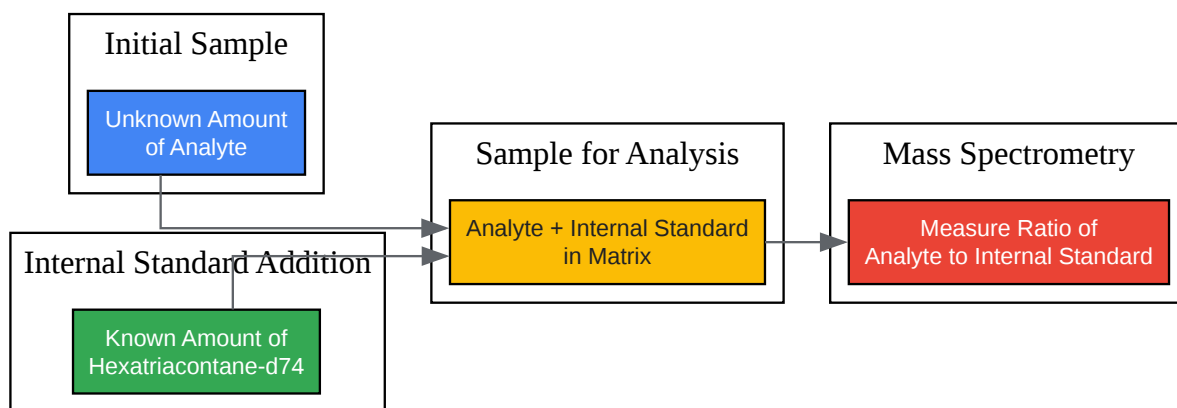 Initial Sample
Unknown Amount
of Analyte
Internal Standard Addition
Known Amount of
Hexatriacontane-d74
Sample for Analysis
Analyte + Internal Standard
in Matrix
Mass Spectrometry
Measure Ratio of
Analyte to Internal Standard